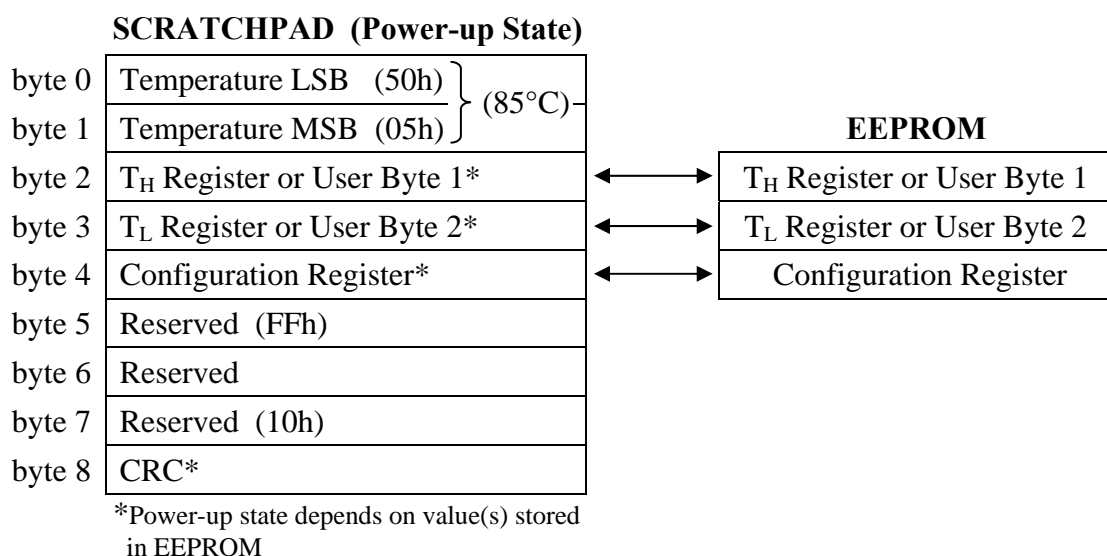 SCRATCHPAD (Power-up State)
byte 0 Temperature LSB (50h)
(85°C)
byte 1 Temperature MSB (05h)
EEPROM
byte 2 TH Register or User Byte 1* TH Register or User Byte 1
byte 3 TL Register or User Byte 2* TL Register or User Byte 2
byte 4 Configuration Register* Configuration Register
byte 5 Reserved (FFh)
byte 6 Reserved
byte 7 Reserved (10h)
byte 8 CRC*
*Power-up state depends on value(s) stored
in EEPROM